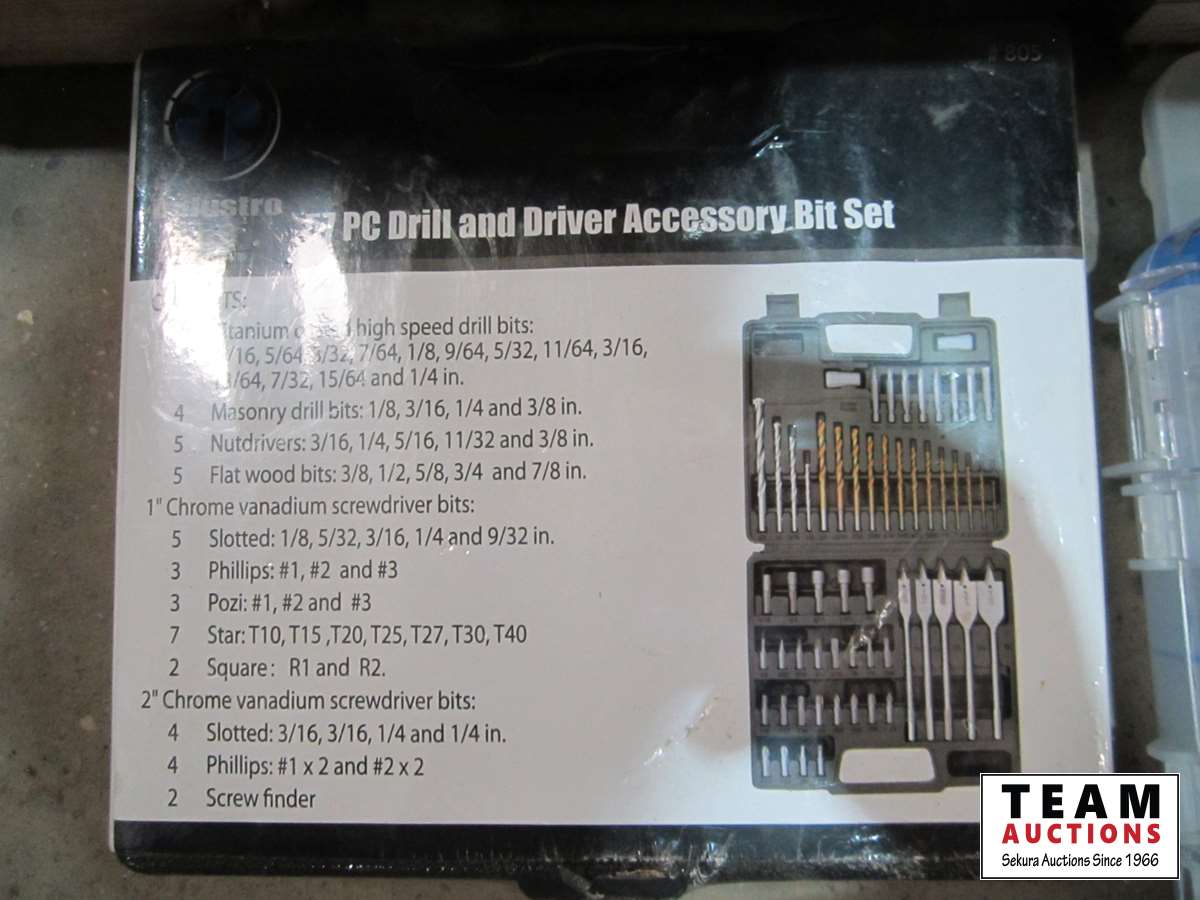 # 805
PC Drill and Driver Accessory Bit Set
high speed drill bits:
5/64, 3/32, 7/64, 1/8, 9/64, 5/32, 11/64, 3/16,
7/32, 15/64 and 1/4 in.
4 Masonry drill bits: 1/8, 3/16, 1/4 and 3/8 in.
5 Nutdrivers: 3/16, 1/4, 5/16, 11/32 and 3/8 in.
5 Flat wood bits: 3/8, 1/2, 5/8, 3/4 and 7/8 in.
1" Chrome vanadium screwdriver bits:
5 Slotted: 1/8, 5/32, 3/16, 1/4 and 9/32 in.
3 Phillips: #1, #2 and #3
3 Pozi: #1, #2 and #3
7 Star: T10, T15 ,T20, T25, T27, T30, T40
2 Square: R1 and R2.
2" Chrome vanadium screwdriver bits:
4 Slotted: 3/16, 3/16, 1/4 and 1/4 in.
4 Phillips: #1 x 2 and #2 x 2
2 Screw finder
TEAM
AUCTIONS
Sekura Auctions Since 1966